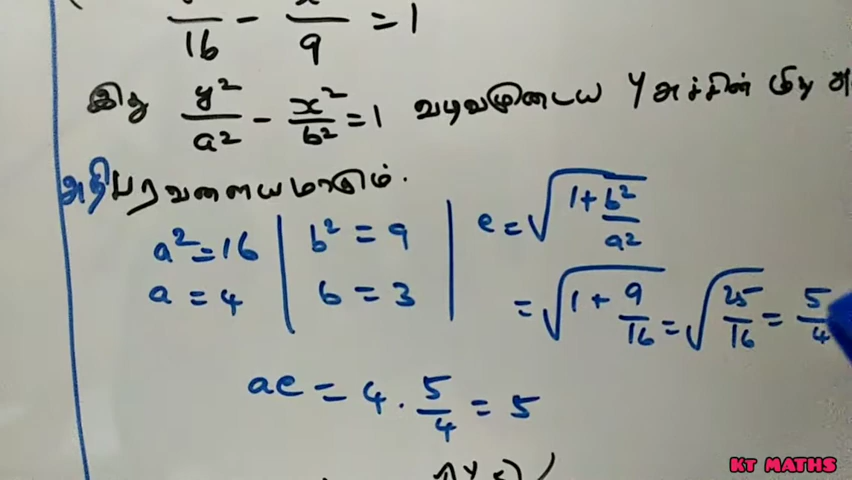 /16 - /9 = 1
இது y²/a² - x²/b² = 1 வடிவமுடைய y அச்சின் மீது
அதிபரவளையமாகும்.
a² = 16 | b² = 9 | e = √(1 + b²/a²)
a = 4 | b = 3 | = √(1 + 9/16) = √(25/16) = 5/4
ae = 4 . 5/4 = 5
KT MATHS